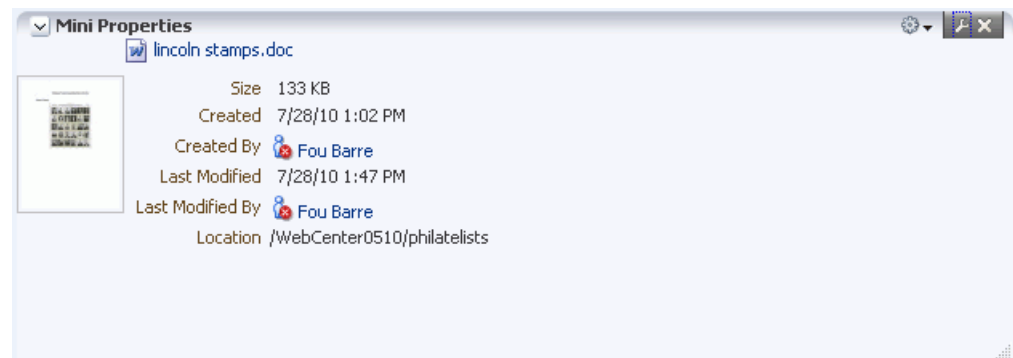 Mini Properties
lincoln stamps.doc
Size 133 KB
Created 7/28/10 1:02 PM
Created By Fou Barre
Last Modified 7/28/10 1:47 PM
Last Modified By Fou Barre
Location /WebCenter0510/philatelists